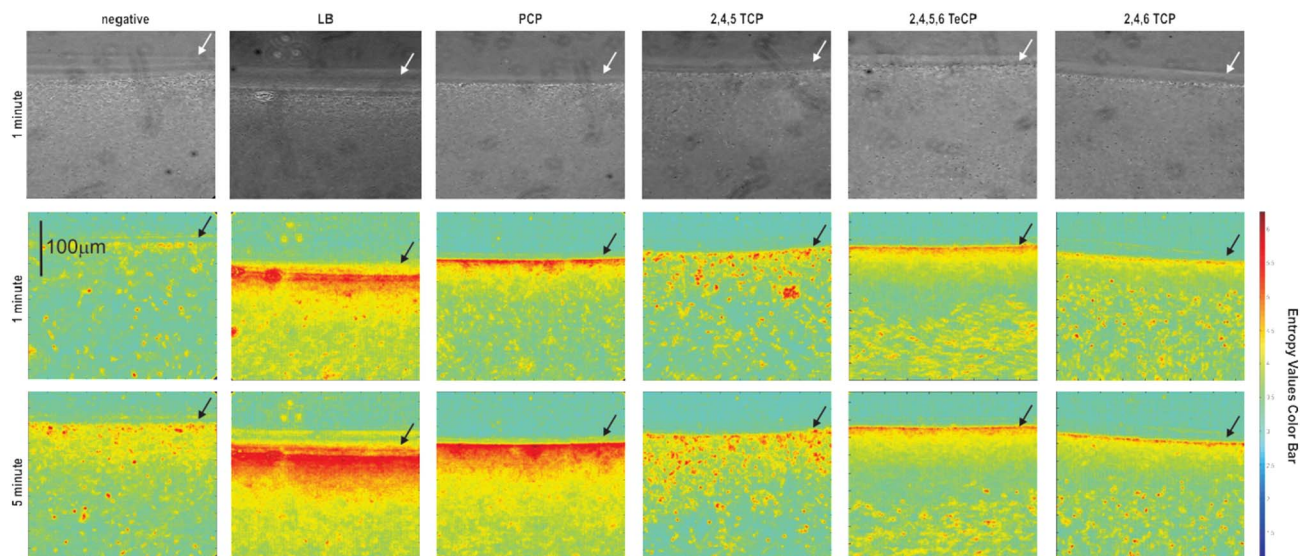 negative LB PCP 2,4,5 TCP 2,4,5,6 TeCP 2,4,6 TCP
1 minute
1 minute
100μm
5 minute
Entropy Values Color Bar